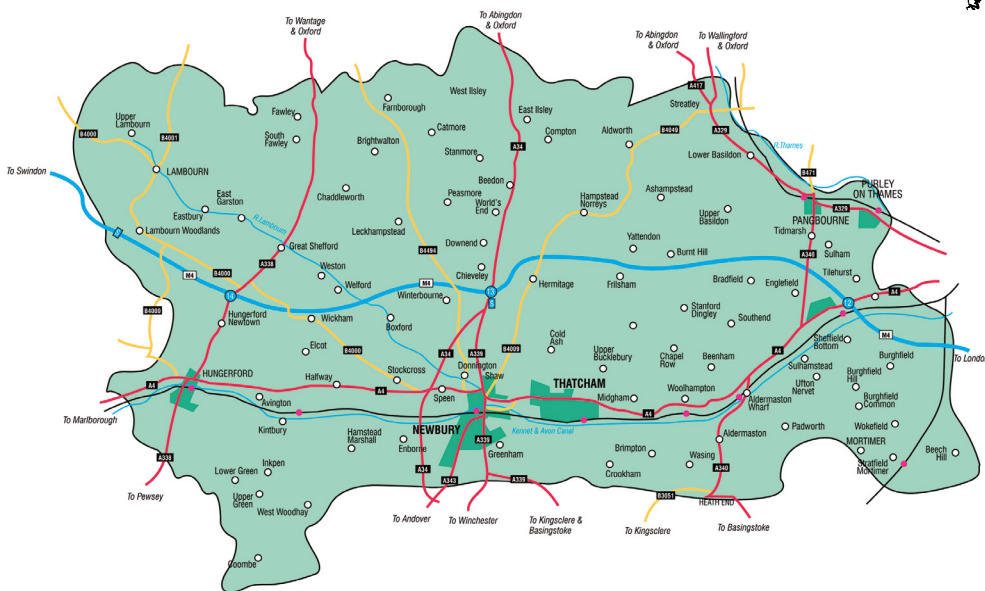 To Wantage
& Oxford
To Abingdon
& Oxford
To Abingdon
& Oxford
To Wallingford
& Oxford
A417
West Ilsley
Streatley
Farnborough
Fawley
East Ilsley
Upper
Lambourn
B4000
B4001
South
Fawley
Catmore
Compton
Aldworth
B4049
A329
Brightwalton
A34
R.Thames
Stanmore
Lower Basildon
To Swindon
LAMBOURN
B471
Beedon
PURLEY
ON THAMES
Chaddleworth
Peasmore
Hampstead
Norreys
Ashampstead
East
Garston
World's
End
A329
Eastbury
R.Lambourn
Upper
Basildon
PANGBOURNE
Leckhampstead
Tidmarsh
Lambourn Woodlands
Downend
Yattendon
Great Shefford
B4494
Burnt Hill
Sulham
A338
A340
Weston
Chieveley
Tilehurst
M4
B4000
M4
Hermitage
Frilsham
Bradfield
Englefield
Welford
Winterbourne
13
A4
14
12
B4000
Hungerford
Newtown
Wickham
Boxford
Stanford
Dingley
Southend
M4
Cold
Ash
Sheffield
Bottom
To London
Elcot
B4000
A34
A339
B4009
Upper
Bucklebury
Chapel
Row
Beenham
A4
Burghfield
Donnington
Shaw
Sulhamstead
HUNGERFORD
Halfway
Stockcross
Burghfield
Hill
A4
A4
THATCHAM
Woolhampton
Ufton
Nervet
Avington
Speen
Midgham
Aldermaston
Wharf
Burghfield
Common
To Marlborough
A4
Kintbury
NEWBURY
Kennet & Avon Canal
Padworth
Wokefield
Hamstead
Marshall
Enborne
A339
Aldermaston
MORTIMER
A338
Greenham
Brimpton
Beech
Hill
Inkpen
Wasing
Stratfield
Mortimer
Lower Green
A34
Crookham
A340
To Pewsey
A343
A339
Upper
Green
B3051
HEATH END
West Woodhay
To Andover
To Winchester
To Kingsclere &
Basingstoke
To Kingsclere
To Basingstoke
Coombe